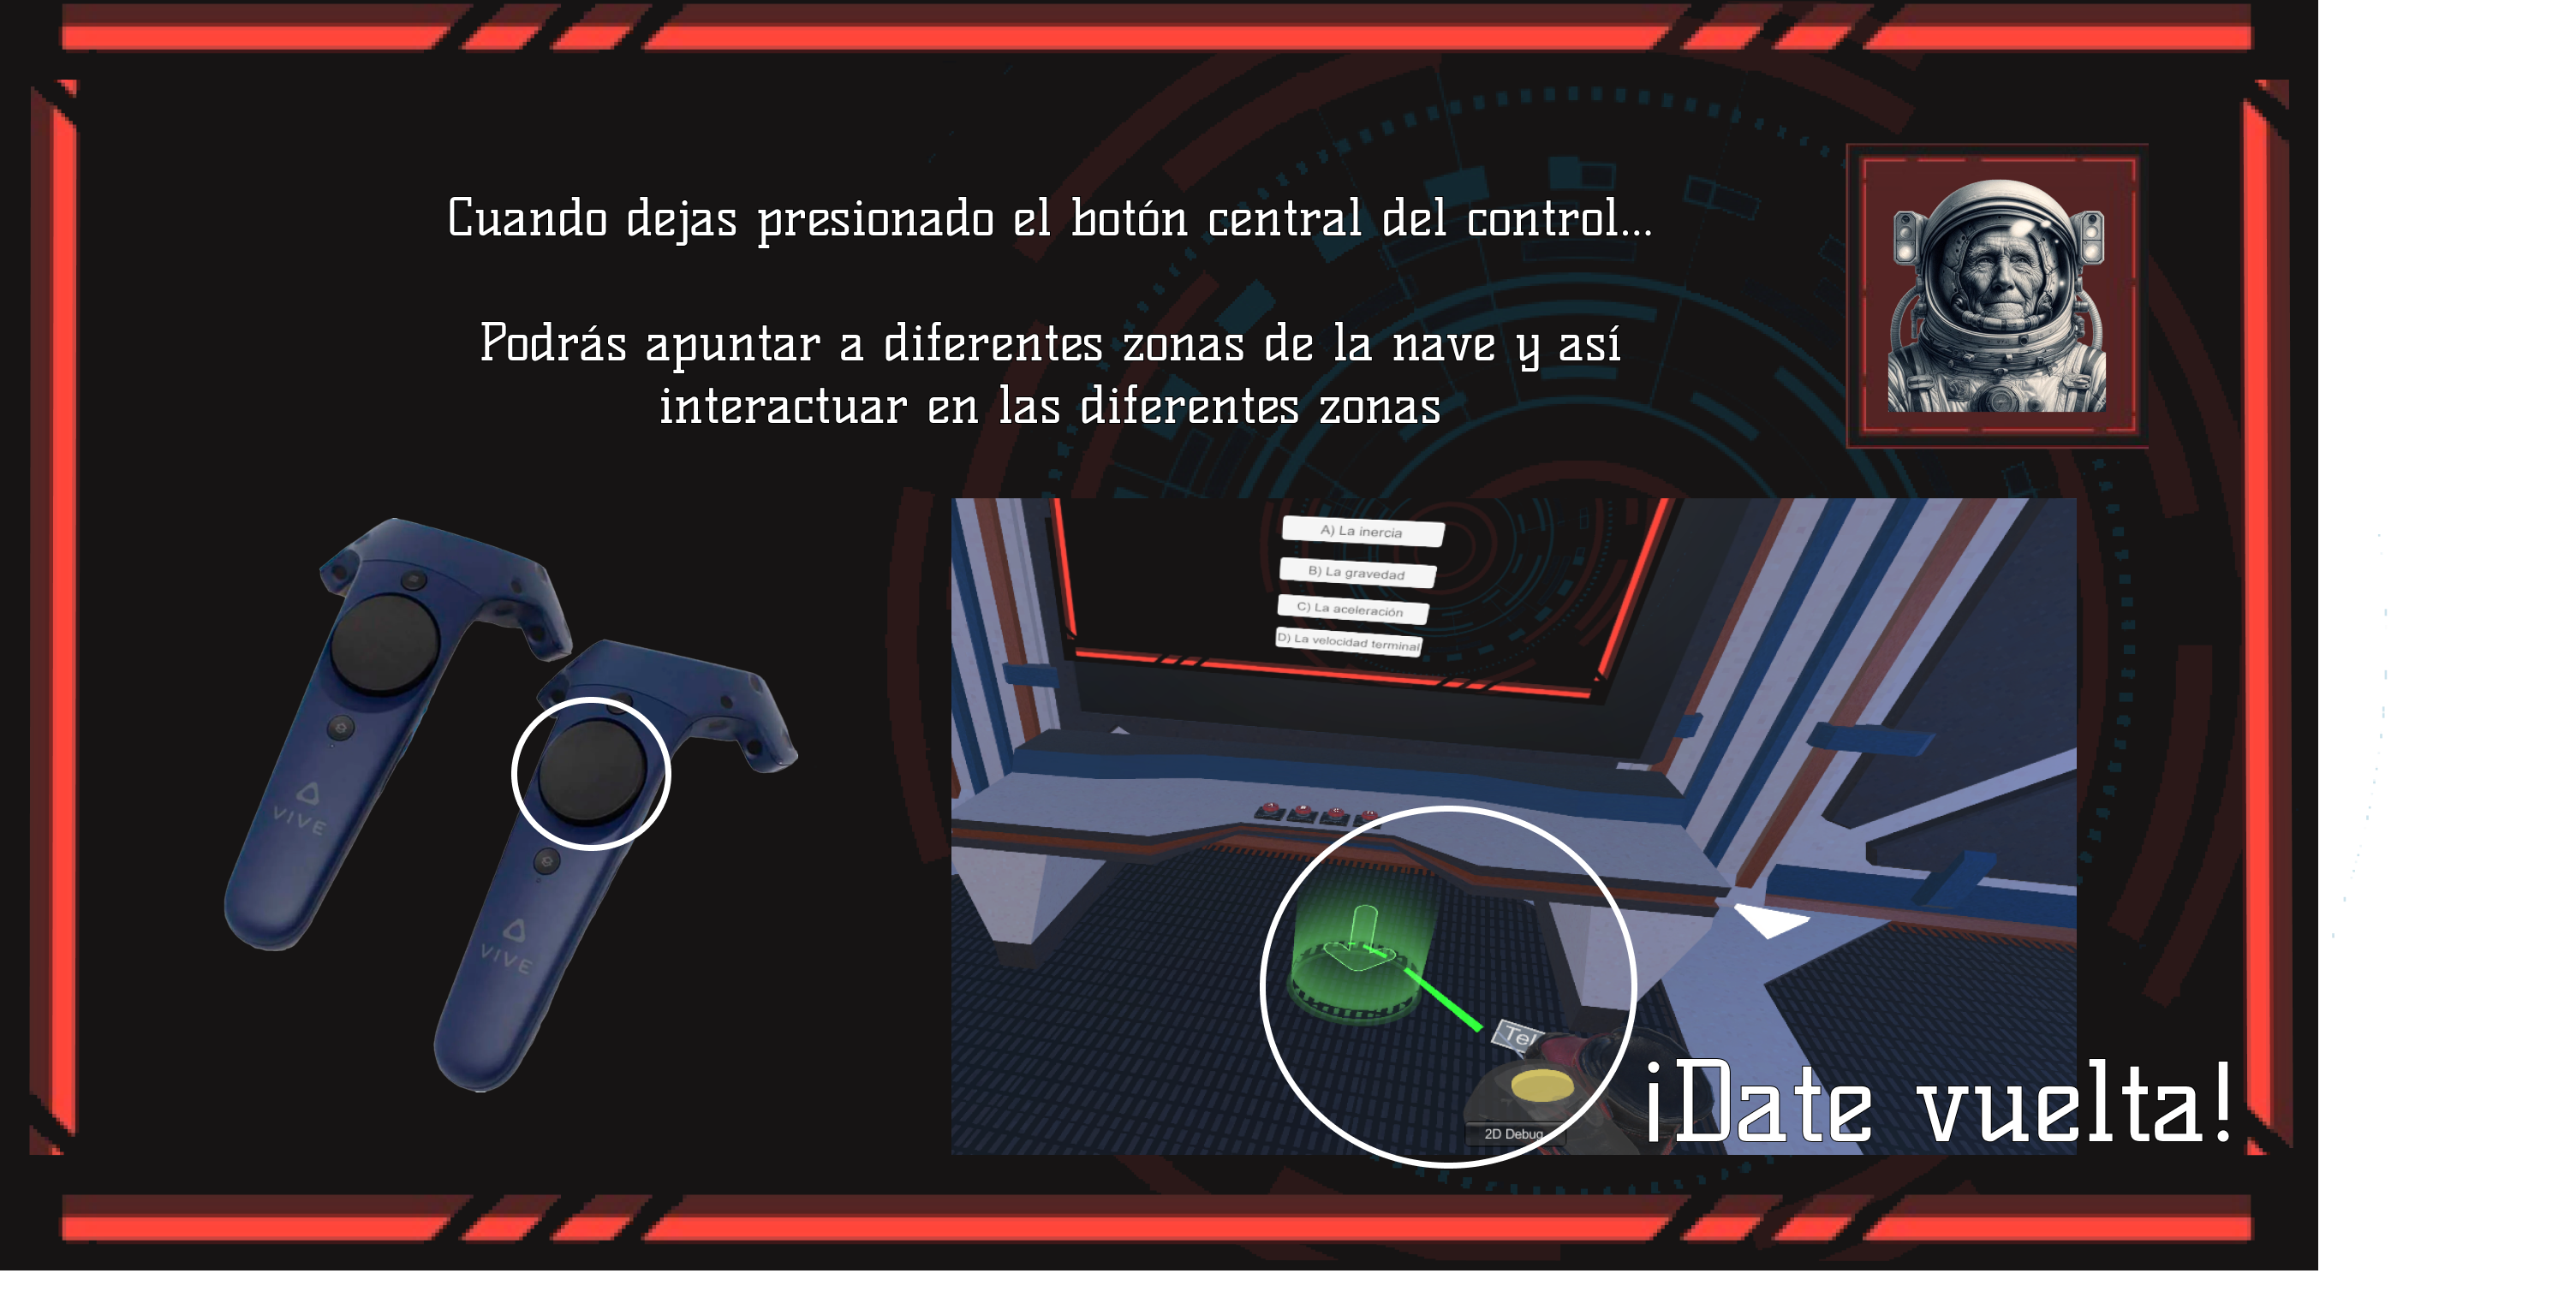 Cuando dejas presionado el botón central del control...
Podrás apuntar a diferentes zonas de la nave y así
interactuar en las diferentes zonas
A) La inercia
B) La gravedad
C) La aceleración
D) La velocidad terminal
VIVE
VIVE
Tel
2D Debug
¡Date vuelta!